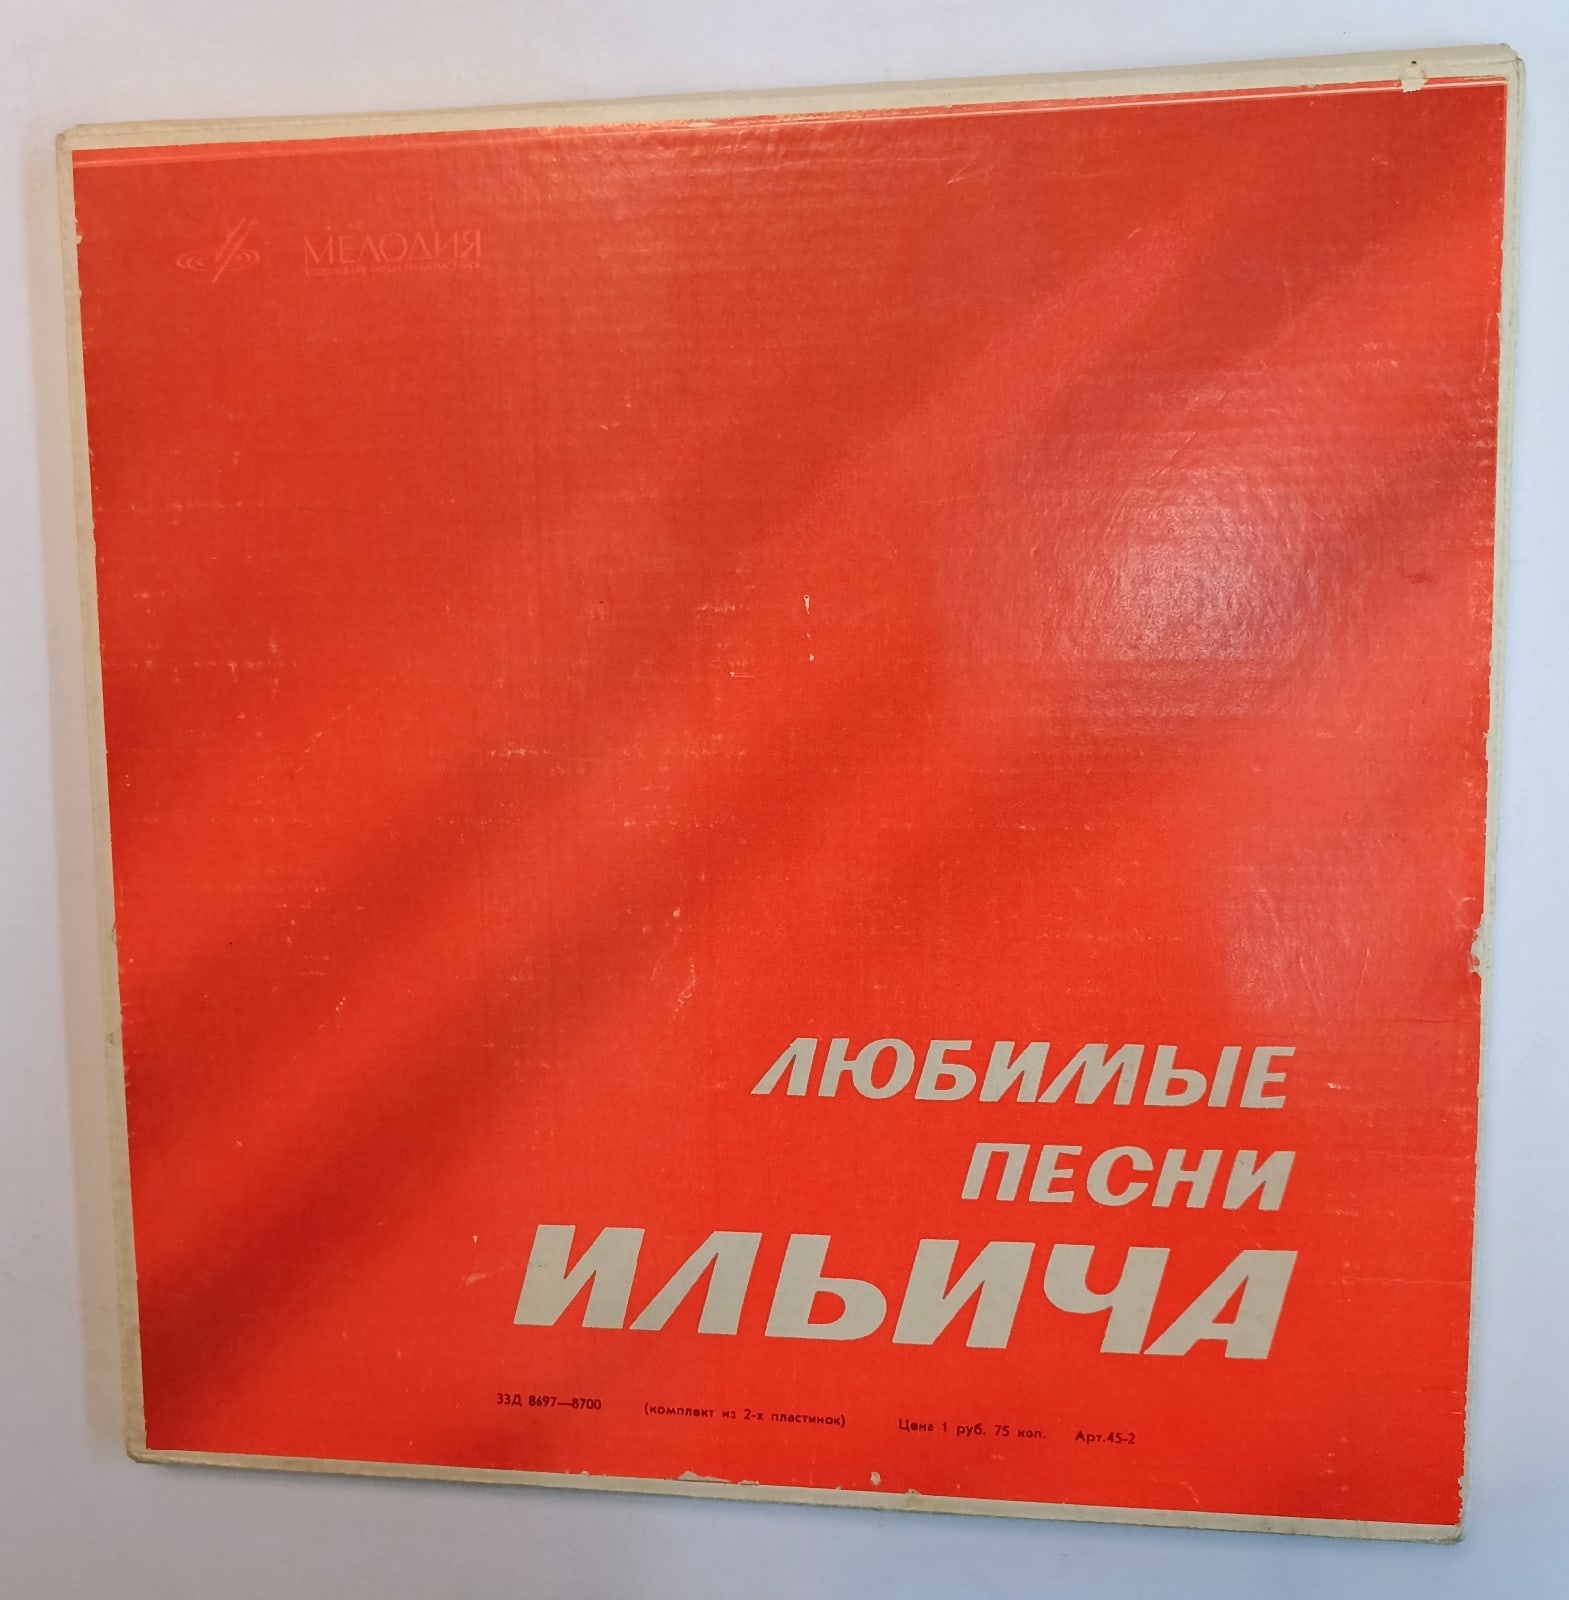 МЕЛОДИЯ
ЛЮБИМЫЕ
ПЕСНИ
ИЛЬИЧА
33Д 8697—8700 (комплект из 2-х пластинок) Цена 1 руб. 75 коп. Арт.45-2